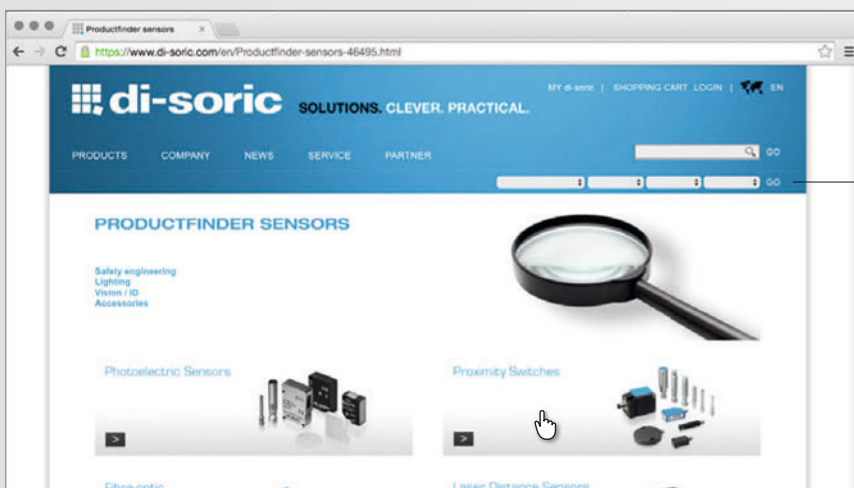 Productfinder sensors ×
https://www.di-soric.com/en/Productfinder-sensors-46495.html
MY di-soric | SHOPPING CART LOGIN | EN
di-soric SOLUTIONS. CLEVER. PRACTICAL.
PRODUCTS COMPANY NEWS SERVICE PARTNER GO
GO
PRODUCTFINDER SENSORS
Safety engineering
Lighting
Vision / ID
Accessories
Photoelectric Sensors Proximity Switches
> >
Fibre optic Laser Distance Sensors